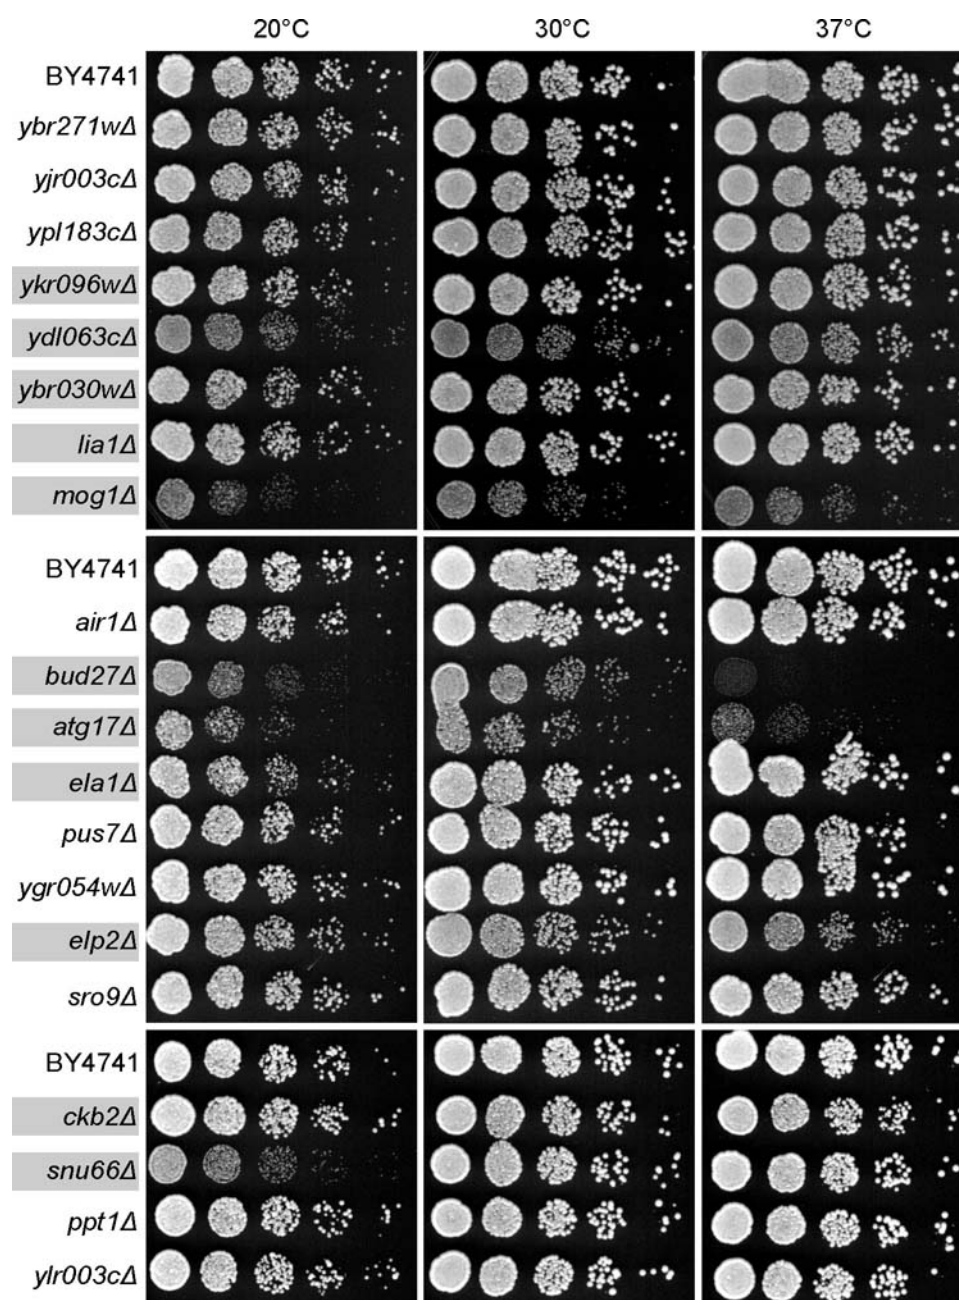 20°C 30°C 37°C
BY4741
ybr271wΔ
yjr003cΔ
ypl183cΔ
ykr096wΔ
ydl063cΔ
ybr030wΔ
lia1Δ
mog1Δ
BY4741
air1Δ
bud27Δ
atg17Δ
ela1Δ
pus7Δ
ygr054wΔ
elp2Δ
sro9Δ
BY4741
ckb2Δ
snu66Δ
ppt1Δ
ylr003cΔ